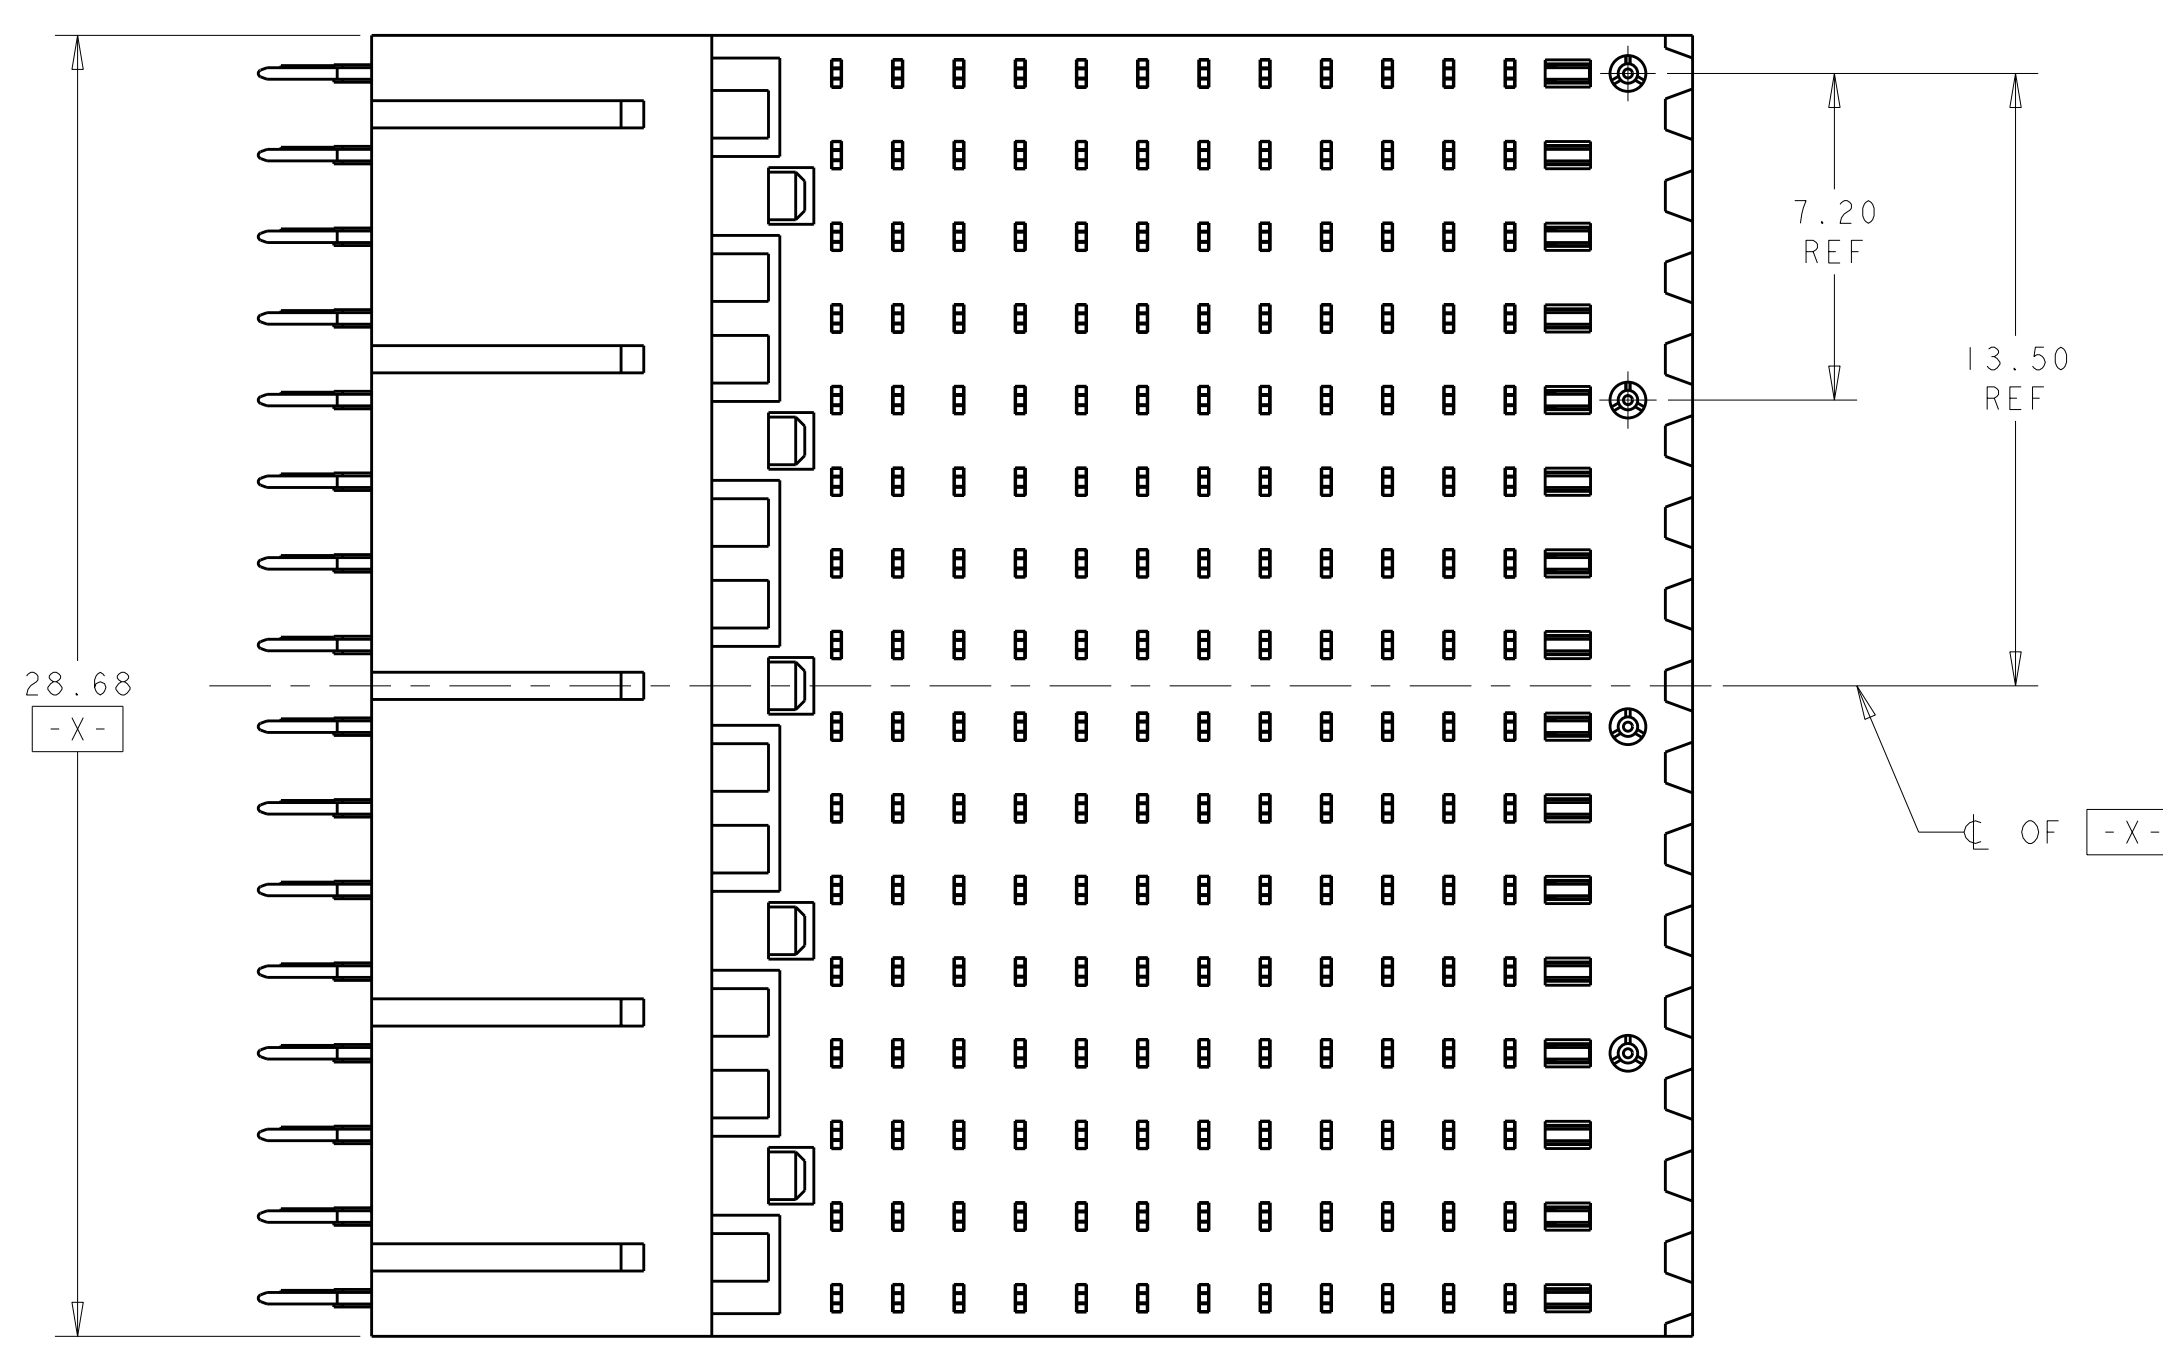 7.20
REF
13.50
REF
28.68
-X-
℄ OF -X-